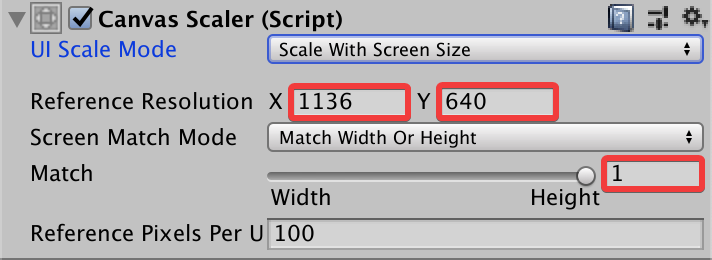 Canvas Scaler (Script)
UI Scale Mode Scale With Screen Size
Reference Resolution X 1136 Y 640
Screen Match Mode Match Width Or Height
Match 1
Width Height
Reference Pixels Per U 100